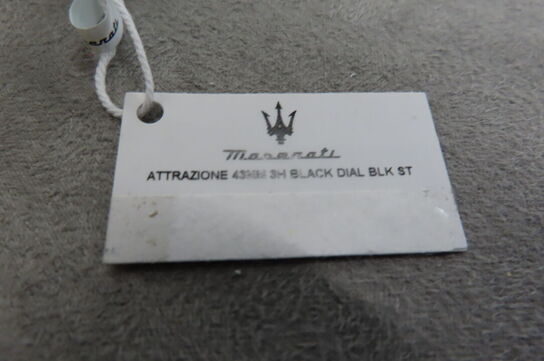 Maserati
ATTRAZIONE 43MM 3H BLACK DIAL BLK ST